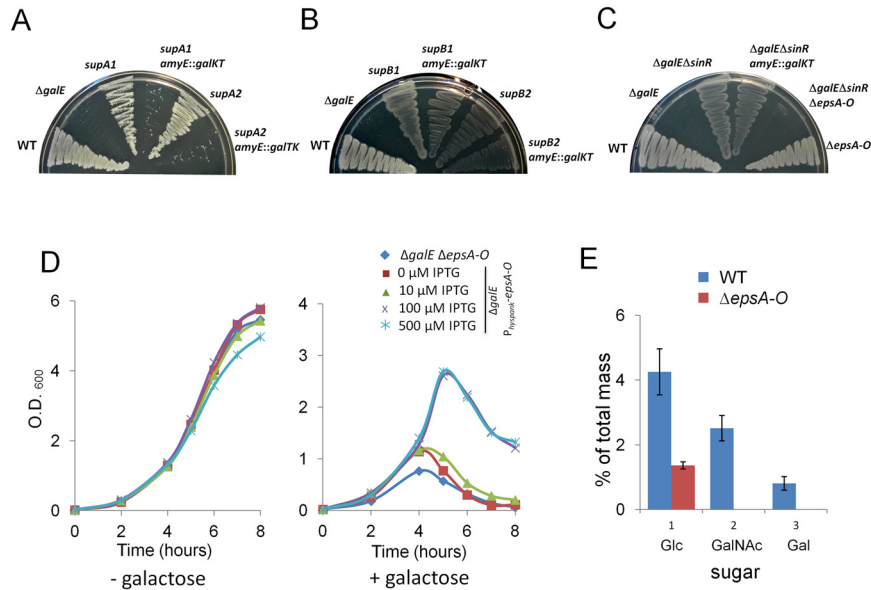 A
supA1
supA1
amyE::galKT
ΔgalE
supA2
WT
supA2
amyE::galTK
B
supB1
supB1
amyE::galKT
ΔgalE
supB2
WT
supB2
amyE::galKT
C
ΔgalEΔsinR
ΔgalEΔsinR
amyE::galKT
ΔgalE
ΔgalEΔsinR
ΔepsA-O
WT
ΔepsA-O
D
O.D. 600
6
4
2
0
0 2 4 6 8
Time (hours)
- galactose
ΔgalE ΔepsA-O
0 μM IPTG
10 μM IPTG
100 μM IPTG
500 μM IPTG
ΔgalE
Physpank-epsA-O
4
3
2
1
0
0 2 4 6 8
Time (hours)
+ galactose
E
WT
ΔepsA-O
% of total mass
6
4
2
0
1 2 3
Glc GalNAc Gal
sugar